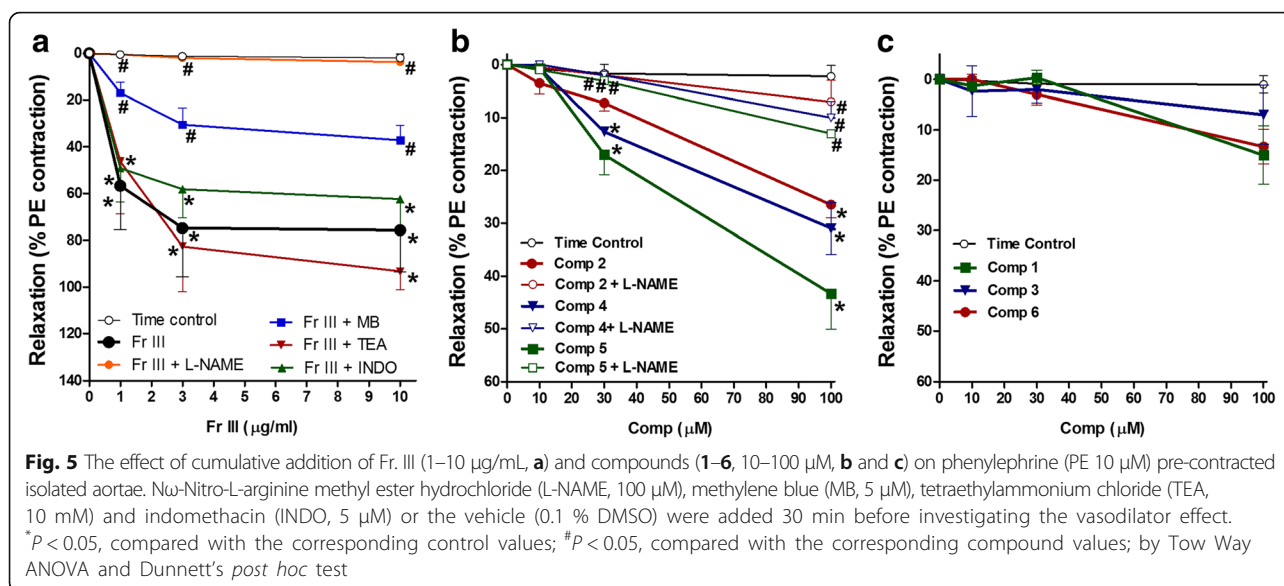 a
0
20
40
60
80
100
120
140
Relaxation (% PE contraction)
#
#
#
#
#
#
*
*
*
*
*
*
*
*
*
Time control
Fr III
Fr III + L-NAME
Fr III + MB
Fr III + TEA
Fr III + INDO
0 1 2 3 4 5 6 7 8 9 10
Fr III (μg/ml)
b
0
10
20
30
40
50
60
Relaxation (% PE contraction)
###
*
*
#
#
#
*
*
*
Time Control
Comp 2
Comp 2 + L-NAME
Comp 4
Comp 4+ L-NAME
Comp 5
Comp 5 + L-NAME
0 10 20 30 40 50 60 70 80 90 100
Comp (μM)
c
0
10
20
30
40
50
60
Relaxation (% PE contraction)
Time Control
Comp 1
Comp 3
Comp 6
0 10 20 30 40 50 60 70 80 90 100
Comp (μM)
Fig. 5 The effect of cumulative addition of Fr. III (1–10 μg/mL, a) and compounds (1–6, 10–100 μM, b and c) on phenylephrine (PE 10 μM) pre-contracted
isolated aortae. Nω-Nitro-L-arginine methyl ester hydrochloride (L-NAME, 100 μM), methylene blue (MB, 5 μM), tetraethylammonium chloride (TEA,
10 mM) and indomethacin (INDO, 5 μM) or the vehicle (0.1 % DMSO) were added 30 min before investigating the vasodilator effect.
*P < 0.05, compared with the corresponding control values; #P < 0.05, compared with the corresponding compound values; by Tow Way
ANOVA and Dunnett's post hoc test